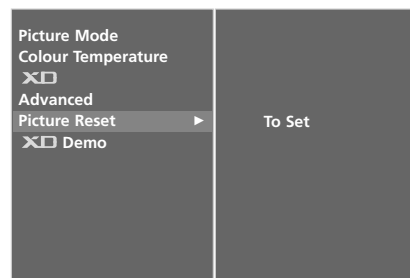 Picture Mode
Colour Temperature
XD
Advanced
Picture Reset ►
XD Demo
To Set